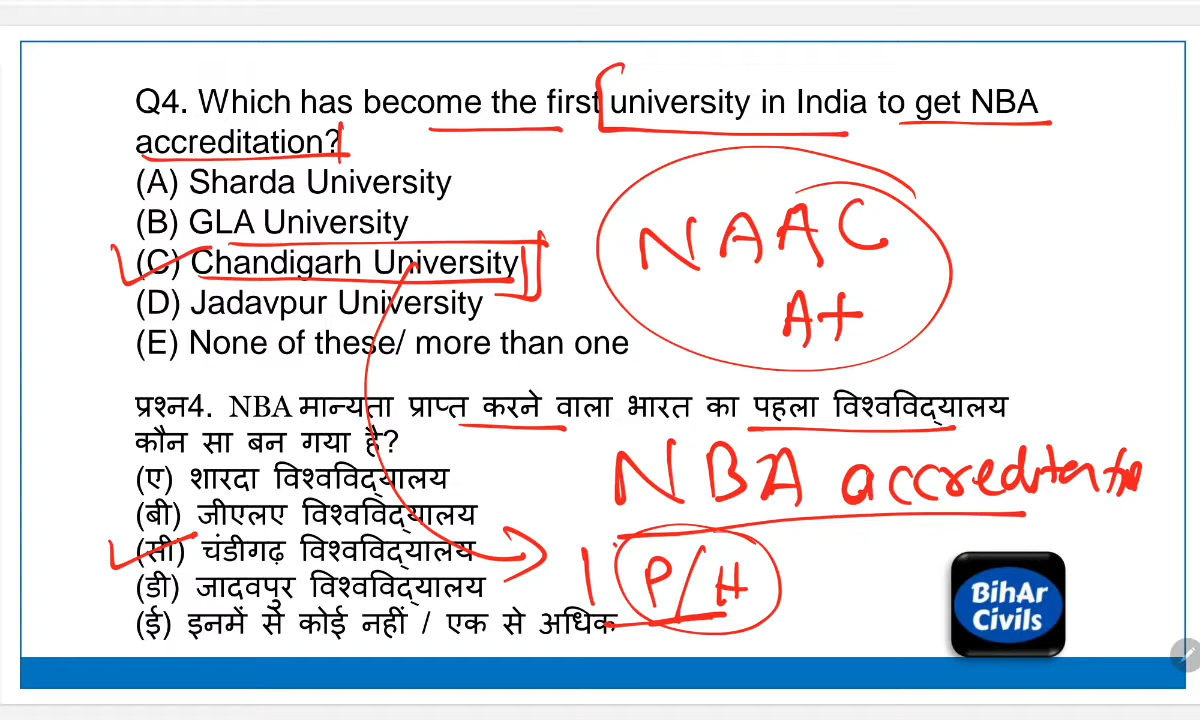 Q4. Which has become the first university in India to get NBA
accreditation?
(A) Sharda University
(B) GLA University
(C) Chandigarh University
(D) Jadavpur University
(E) None of these/ more than one
NAAC
A+
प्रश्न4. NBA मान्यता प्राप्त करने वाला भारत का पहला विश्वविद्यालय
कौन सा बन गया है?
(ए) शारदा विश्वविद्यालय
(बी) जीएलए विश्वविद्यालय
(सी) चंडीगढ़ विश्वविद्यालय
(डी) जादवपुर विश्वविद्यालय
(ई) इनमें से कोई नहीं / एक से अधिक
NBA accreditation
P/H
BihAr
Civils